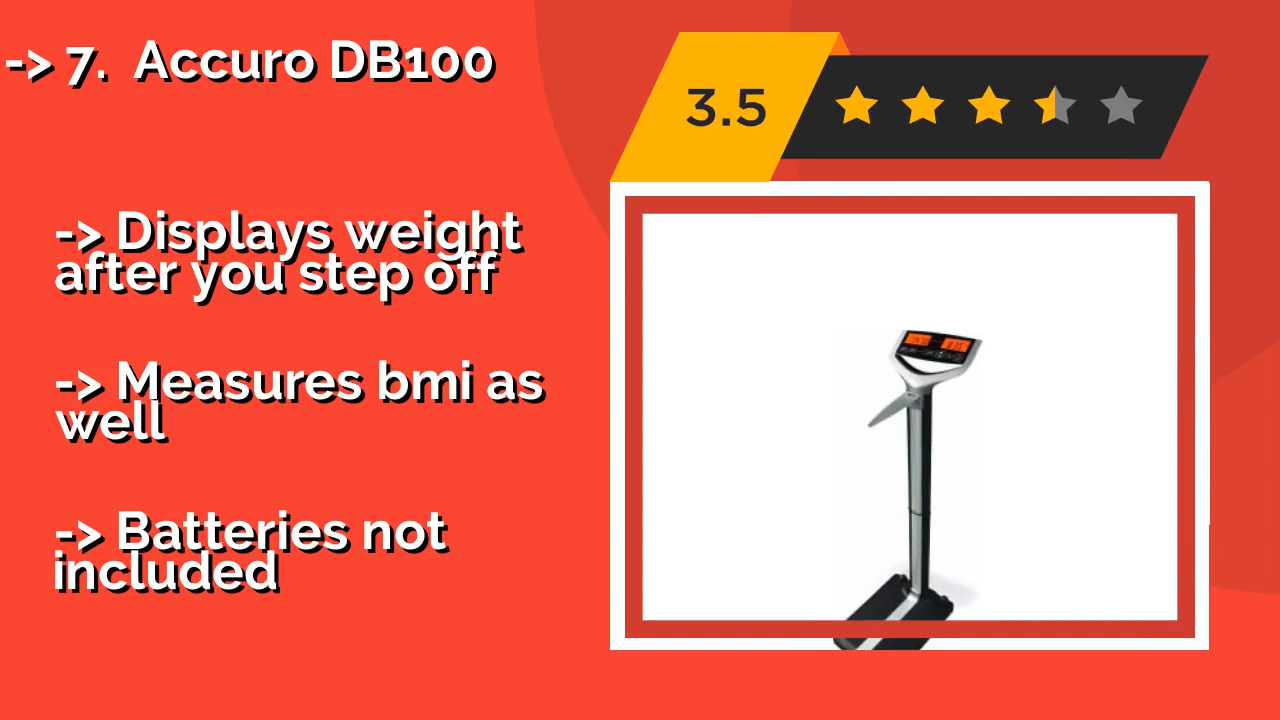 -> 7.  Accuro DB100
3.5
-> Displays weight
after you step off
-> Measures bmi as
well
-> Batteries not
included